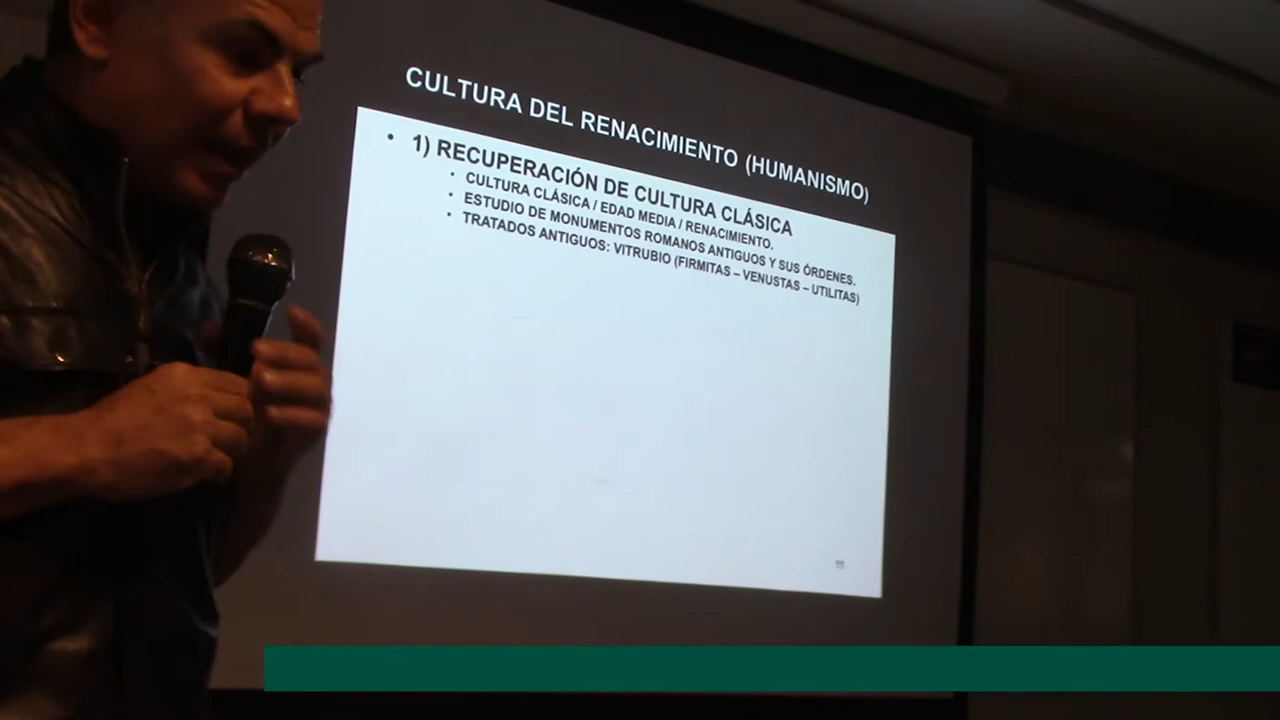 CULTURA DEL RENACIMIENTO (HUMANISMO)
• 1) RECUPERACIÓN DE CULTURA CLÁSICA
• CULTURA CLÁSICA / EDAD MEDIA / RENACIMIENTO.
• ESTUDIO DE MONUMENTOS ROMANOS ANTIGUOS Y SUS ÓRDENES.
• TRATADOS ANTIGUOS: VITRUBIO (FIRMITAS – VENUSTAS – UTILITAS)
11